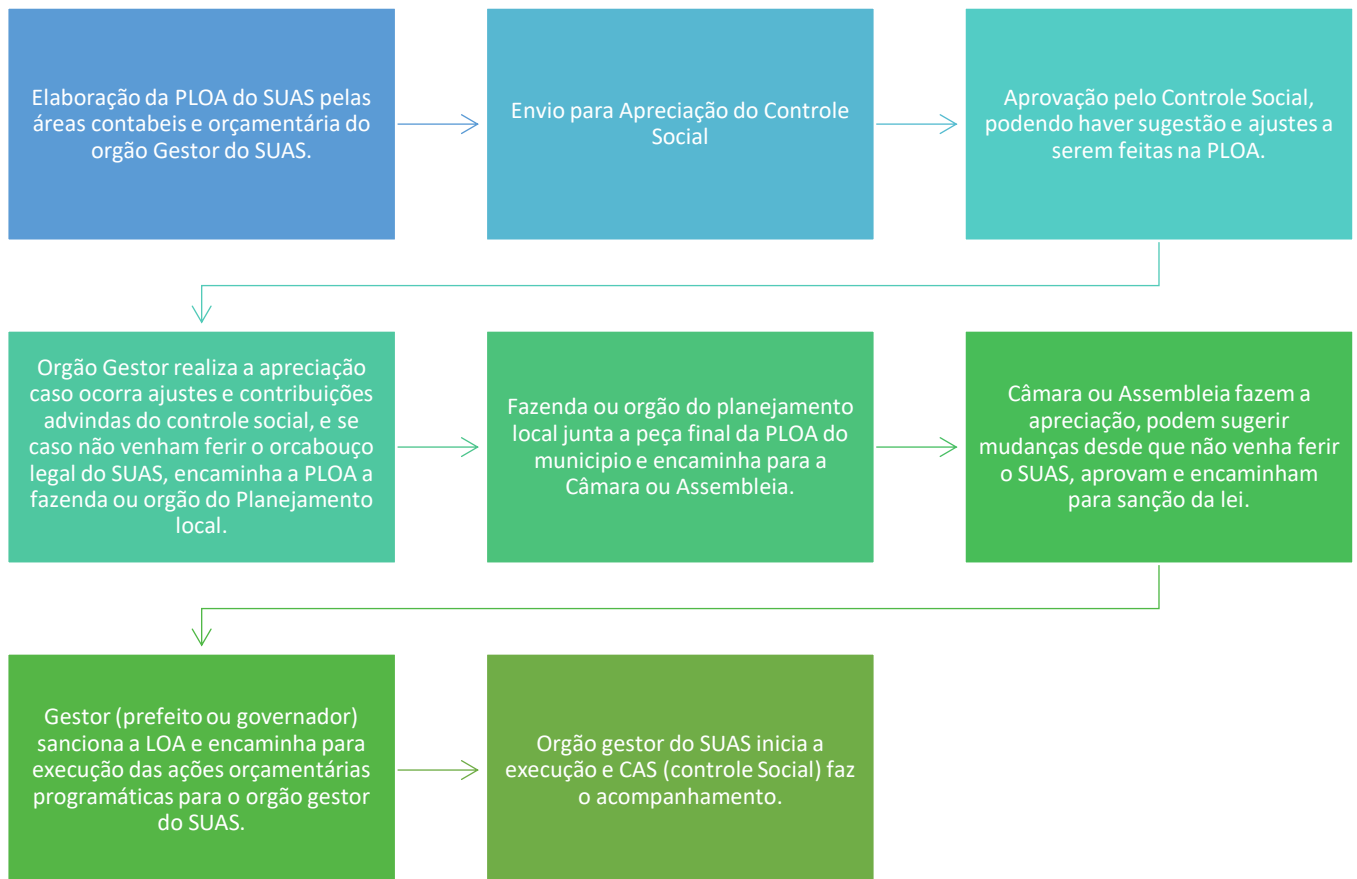 Elaboração da PLOA do SUAS pelas
áreas contabeis e orçamentária do
orgão Gestor do SUAS.
Envio para Apreciação do Controle
Social
Aprovação pelo Controle Social,
podendo haver sugestão e ajustes a
serem feitas na PLOA.
Orgão Gestor realiza a apreciação
caso ocorra ajustes e contribuições
advindas do controle social, e se
caso não venham ferir o orcabouço
legal do SUAS, encaminha a PLOA a
fazenda ou orgão do Planejamento
local.
Fazenda ou orgão do planejamento
local junta a peça final da PLOA do
municipio e encaminha para a
Câmara ou Assembleia.
Câmara ou Assembleia fazem a
apreciação, podem sugerir
mudanças desde que não venha ferir
o SUAS, aprovam e encaminham
para sanção da lei.
Gestor (prefeito ou governador)
sanciona a LOA e encaminha para
execução das ações orçamentárias
programáticas para o orgão gestor
do SUAS.
Orgão gestor do SUAS inicia a
execução e CAS (controle Social) faz
o acompanhamento.